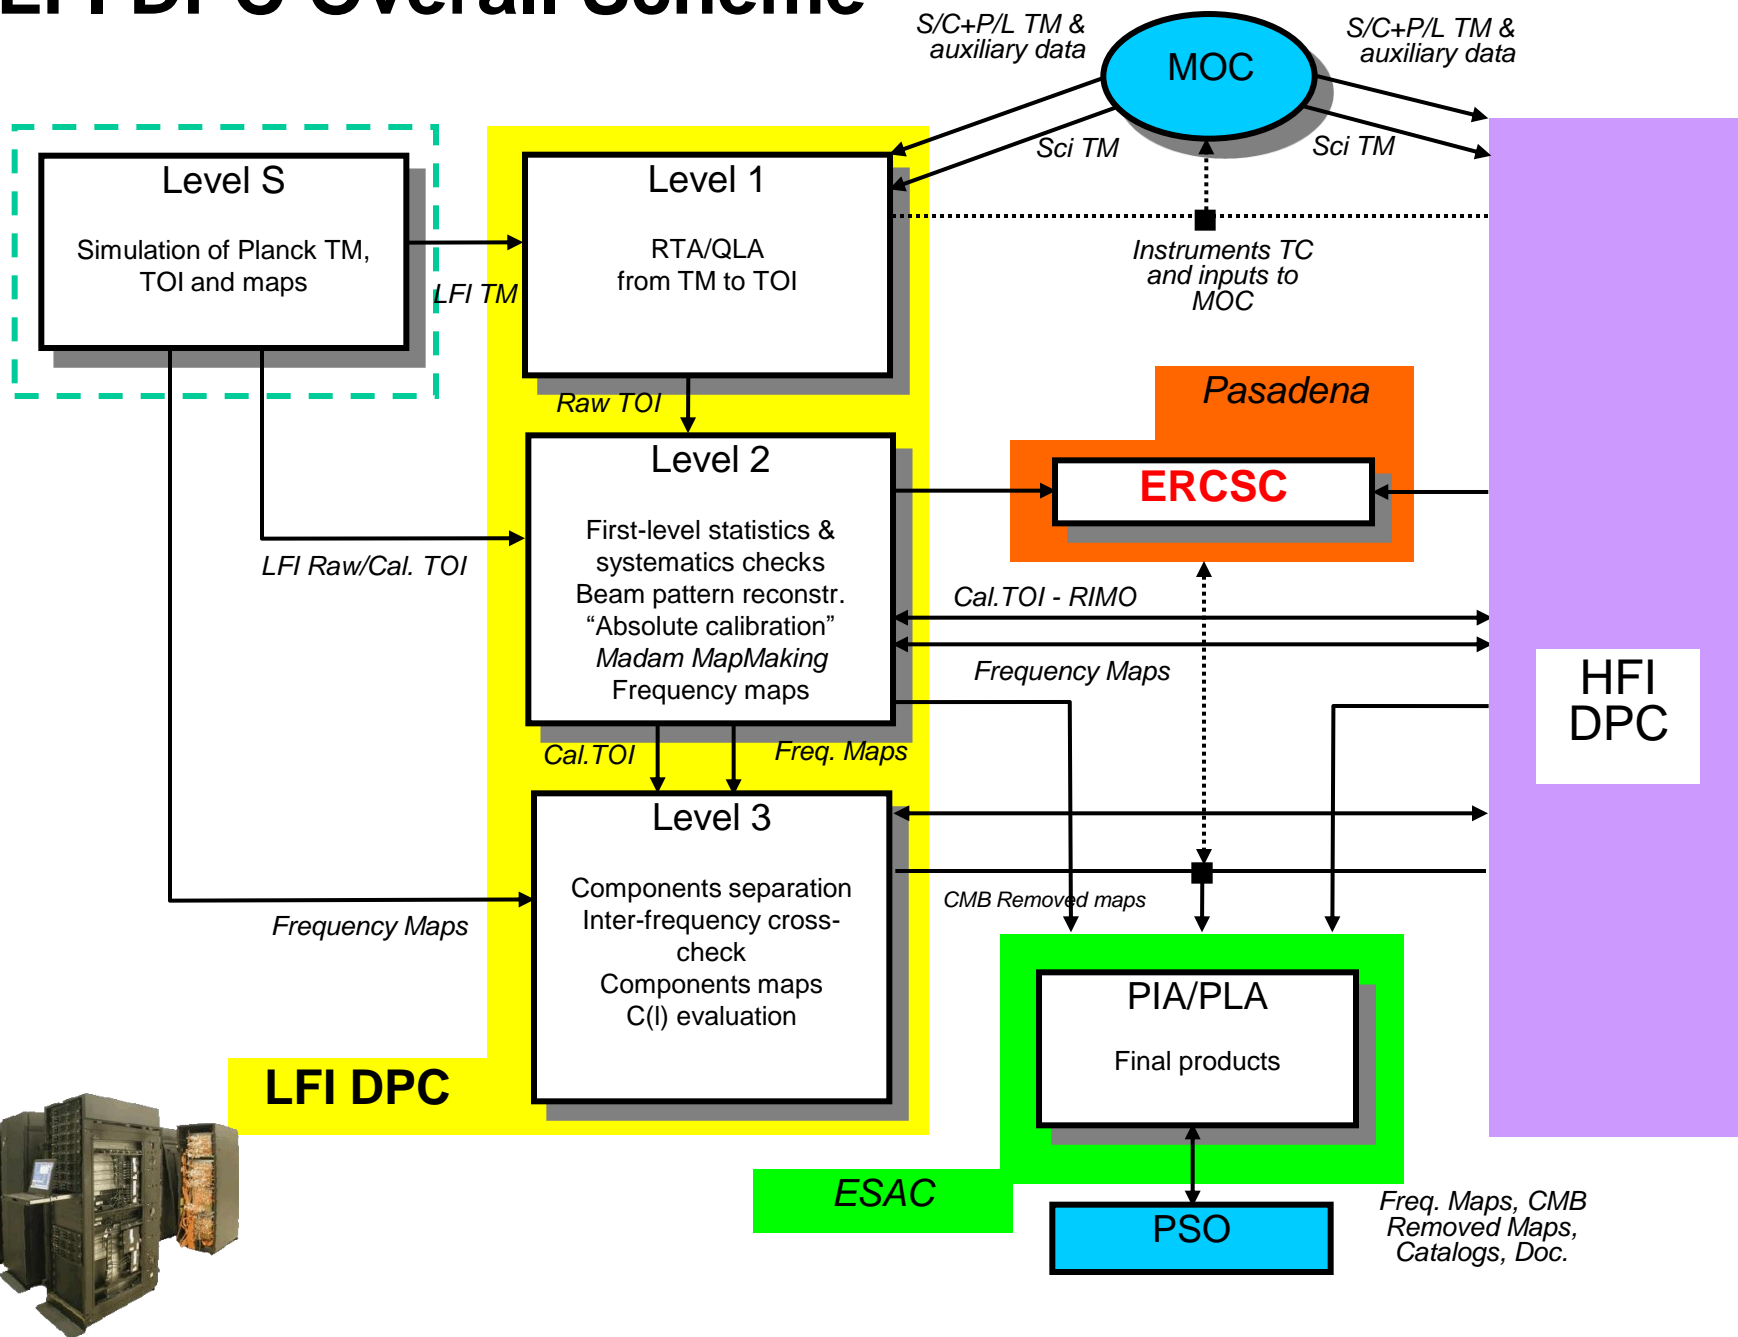 LFI DPC Overall Scheme
S/C+P/L TM &
auxiliary data
MOC
S/C+P/L TM &
auxiliary data
Sci TM
Sci TM
Level S
Simulation of Planck TM,
TOI and maps
LFI TM
Level 1
RTA/QLA
from TM to TOI
Instruments TC
and inputs to
MOC
Raw TOI
Pasadena
ERCSC
Level 2
First-level statistics &
systematics checks
Beam pattern reconstr.
“Absolute calibration”
Madam MapMaking
Frequency maps
LFI Raw/Cal. TOI
Cal.TOI - RIMO
Frequency Maps
HFI
DPC
Cal.TOI
Freq. Maps
Level 3
Components separation
Inter-frequency cross-
check
Components maps
C(l) evaluation
Frequency Maps
CMB Removed maps
PIA/PLA
Final products
LFI DPC
ESAC
PSO
Freq. Maps, CMB
Removed Maps,
Catalogs, Doc.